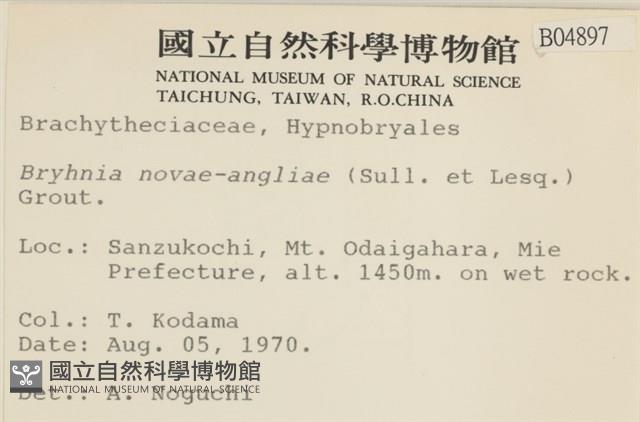 國立自然科學博物館
B04897
NATIONAL MUSEUM OF NATURAL SCIENCE
TAICHUNG, TAIWAN, R.O.CHINA
Brachytheciaceae, Hypnobryales
Bryhnia novae-angliae (Sull. et Lesq.)
Grout.
Loc.: Sanzukochi, Mt. Odaigahara, Mie
Prefecture, alt. 1450m. on wet rock.
Col.: T. Kodama
Date: Aug. 05, 1970.
國立自然科學博物館
NATIONAL MUSEUM OF NATURAL SCIENCE
Det.: A. Noguchi